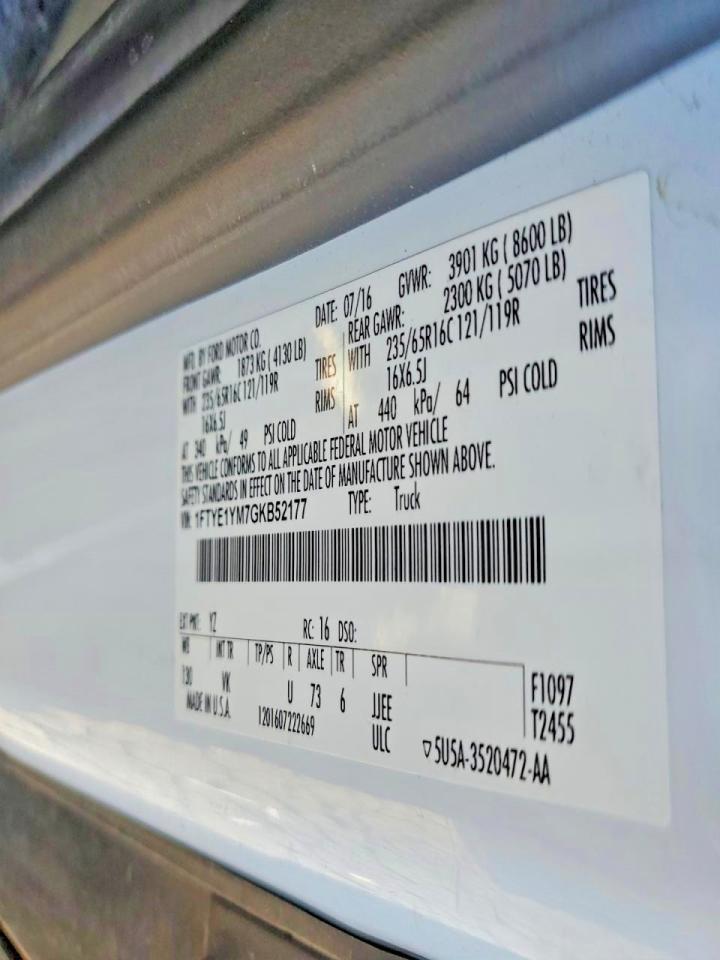 MFD. BY FORD MOTOR CO.
DATE: 07/16 GVWR: 3901 KG ( 8600 LB)
FRONT GAWR: 1873 KG ( 4130 LB) REAR GAWR: 2300 KG ( 5070 LB)
WITH 235/65R16C 121/119R TIRES WITH 235/65R16C 121/119R TIRES
16X6.5J RIMS 16X6.5J RIMS
AT 340 kPa/ 49 PSI COLD AT 440 kPa/ 64 PSI COLD
THIS VEHICLE CONFORMS TO ALL APPLICABLE FEDERAL MOTOR VEHICLE
SAFETY STANDARDS IN EFFECT ON THE DATE OF MANUFACTURE SHOWN ABOVE.
VIN: 1FTYE1YM7GKB52177 TYPE: Truck
EXT PNT: YZ RC: 16 DSO:
WB INT TR TP/PS R AXLE TR SPR
130 VK U 73 6 JJEE F1097
MADE IN U.S.A. 1201607222669 ULC T2455
▽5U5A-3520472-AA